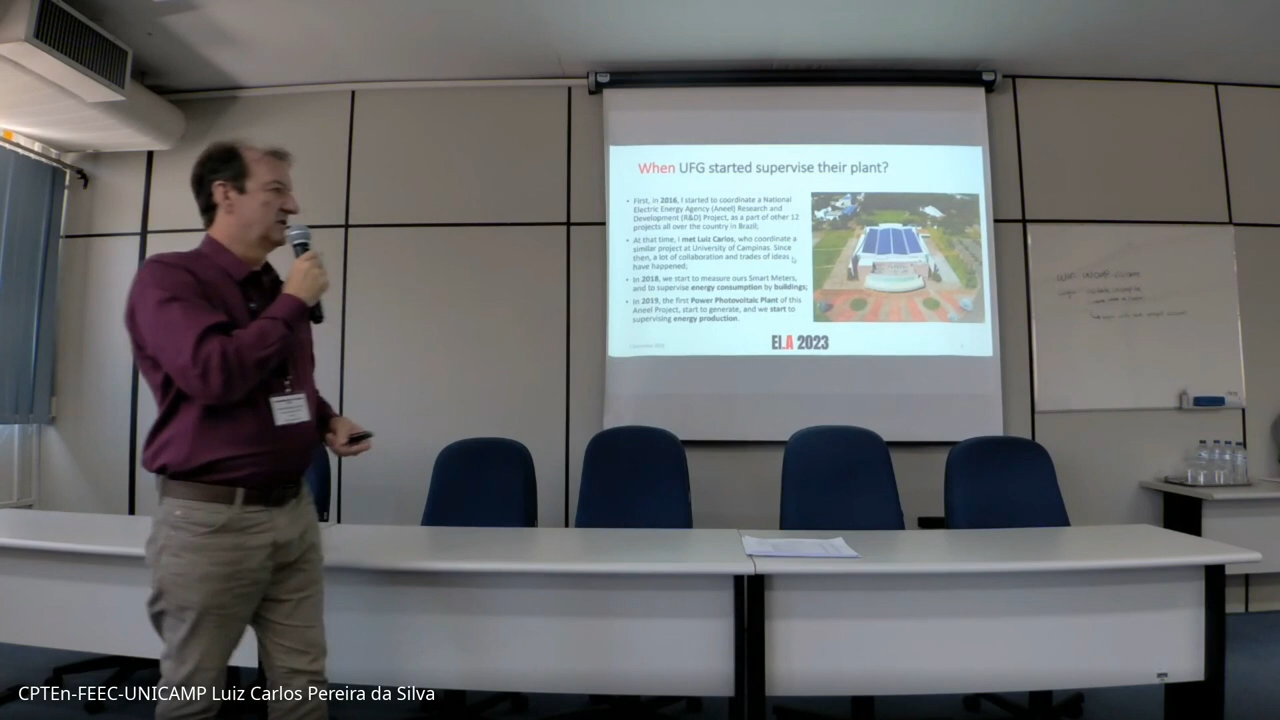 When UFG started supervise their plant?
• First, in 2016, I started to coordinate a National
Electric Energy Agency (Aneel) Research and
Development (R&D) Project, as a part of other 12
projects all over the country in Brazil;
• At that time, I met Luiz Carlos, who coordinate a
similar project at University of Campinas. Since
then, a lot of collaboration and trades of ideas
have happened;
• In 2018, we start to measure ours Smart Meters,
and to supervise energy consumption by buildings;
• In 2019, the first Power Photovoltaic Plant of this
Aneel Project, start to generate, and we start to
supervising energy production.
EI.A 2023
CPTEn-FEEC-UNICAMP Luiz Carlos Pereira da Silva